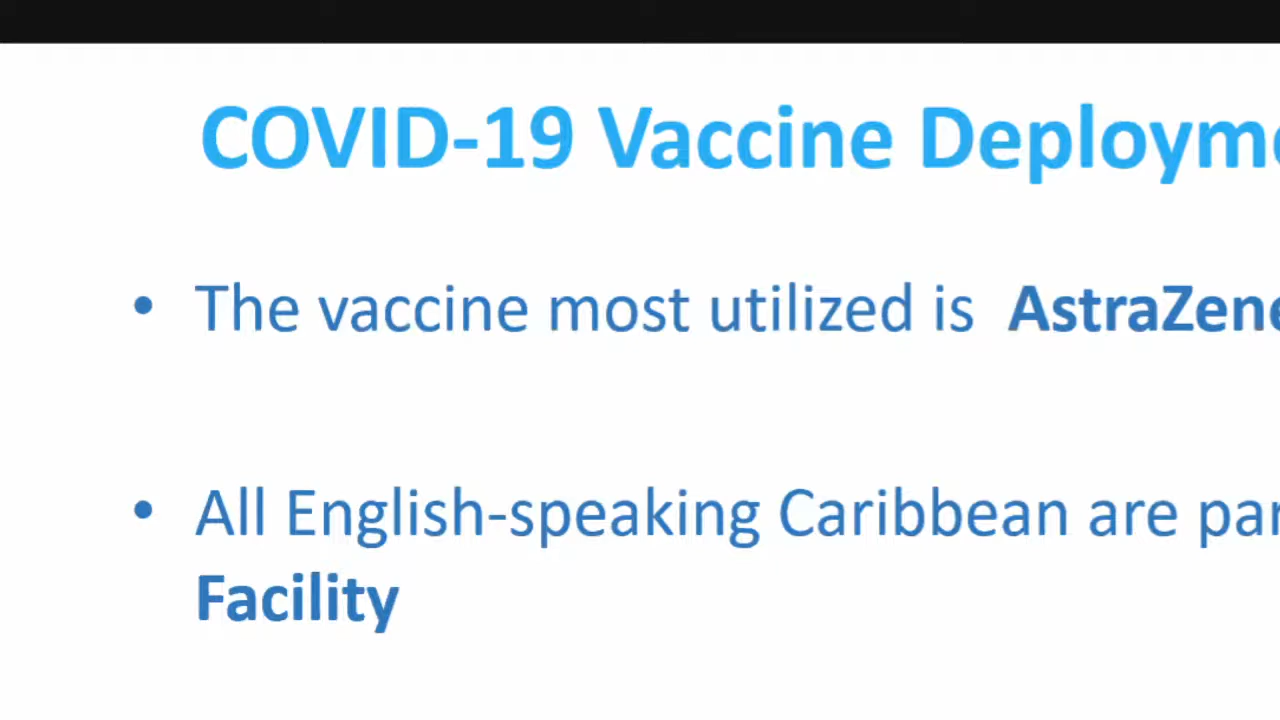 COVID-19 Vaccine Deployme
• The vaccine most utilized is AstraZene
• All English-speaking Caribbean are par
Facility